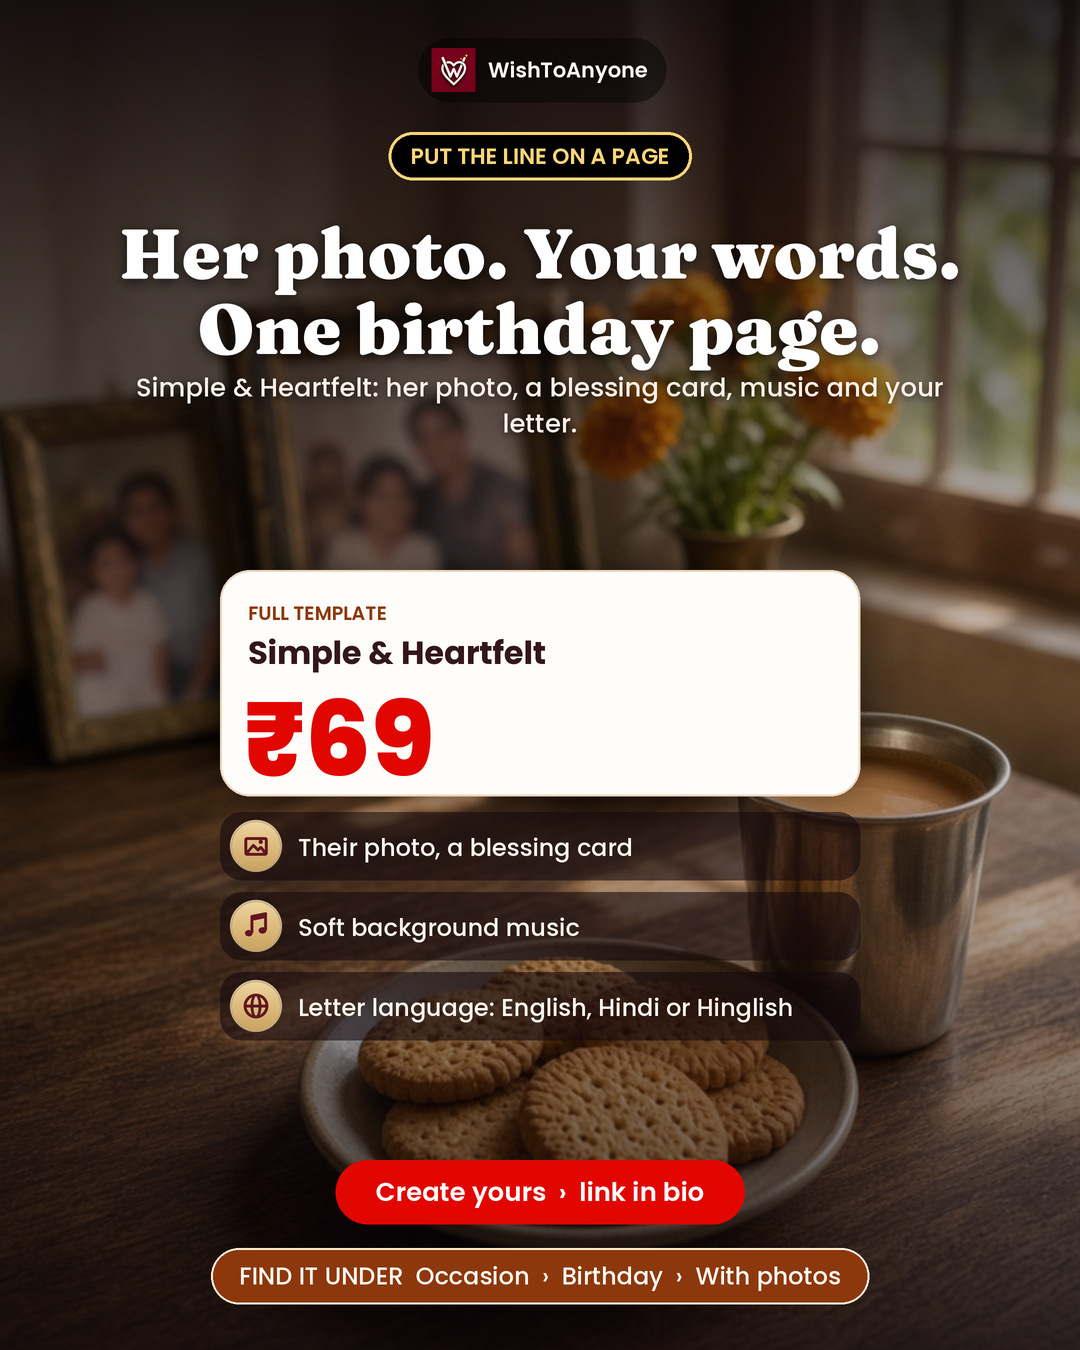 WishToAnyone
PUT THE LINE ON A PAGE
Her photo. Your words.
One birthday page.
Simple & Heartfelt: her photo, a blessing card, music and your
letter.
FULL TEMPLATE
Simple & Heartfelt
₹69
Their photo, a blessing card
Soft background music
Letter language: English, Hindi or Hinglish
Create yours › link in bio
FIND IT UNDER Occasion › Birthday › With photos